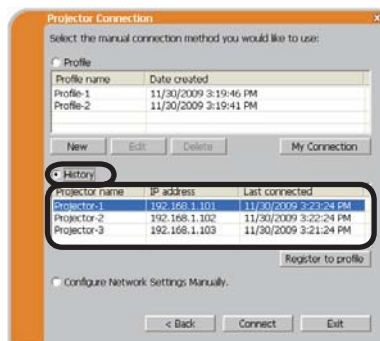 Projector Connection x
Select the manual connection method you would like to use:
Profile
Profile name Date created
Profile-1 11/30/2009 3:19:46 PM
Profile-2 11/30/2009 3:19:41 PM
New Edit Delete My Connection
History
Projector name IP address Last connected
Projector-1 192.168.1.101 11/30/2009 3:23:24 PM
Projector-2 192.168.1.102 11/30/2009 3:22:24 PM
Projector-3 192.168.1.103 11/30/2009 3:21:24 PM
Register to profile
Configure Network Settings Manually.
< Back Connect Exit